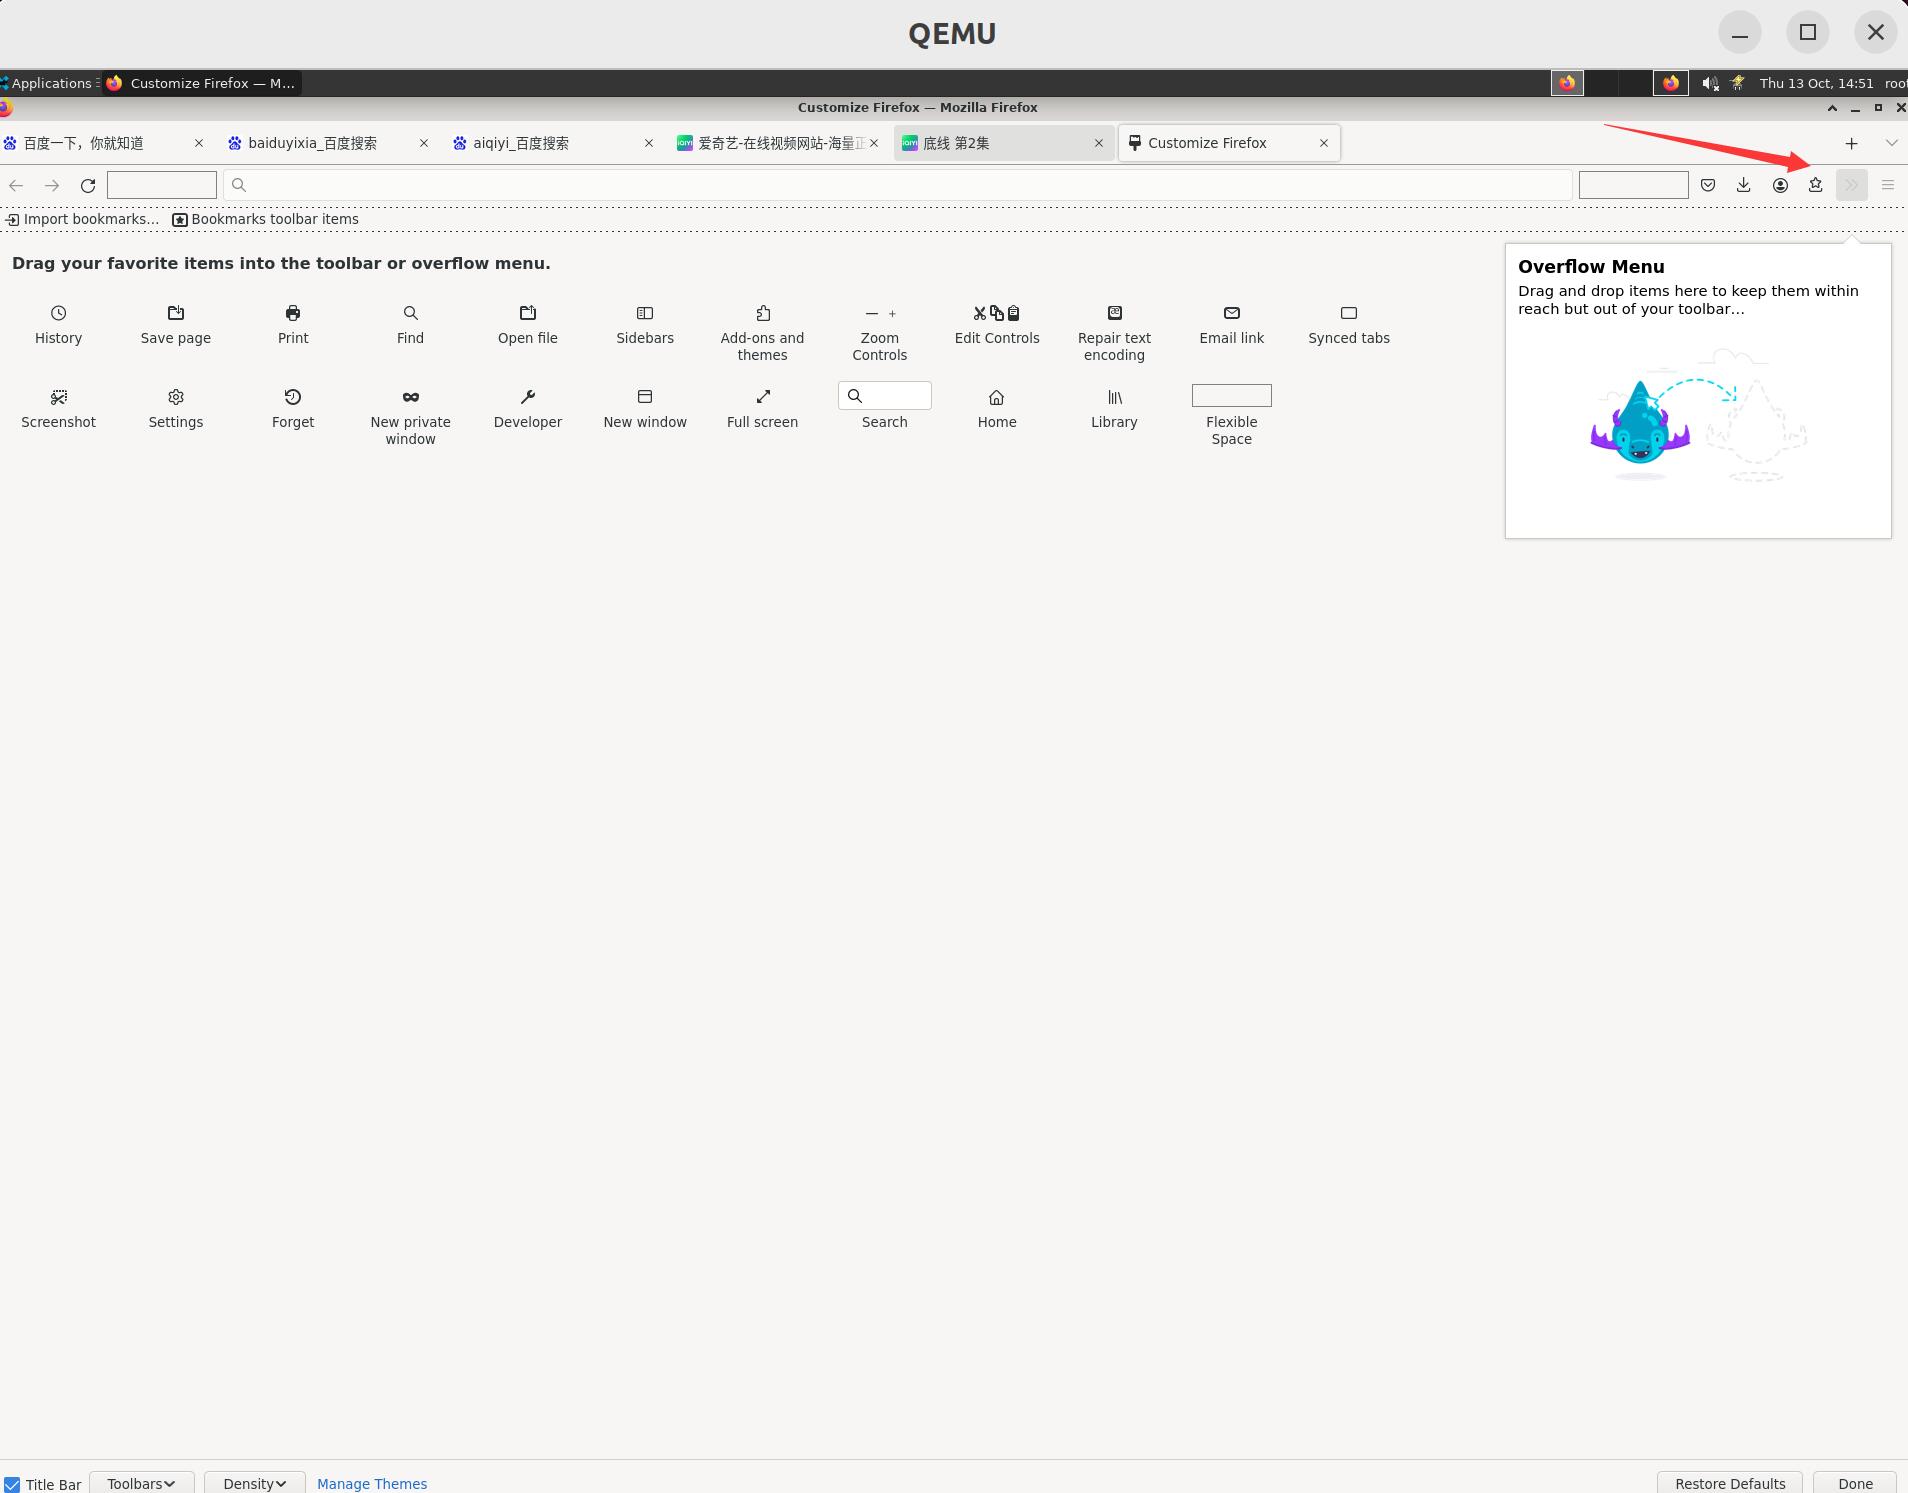 QEMU
Applications
Customize Firefox — M...
Thu 13 Oct, 14:51
Customize Firefox — Mozilla Firefox
百度一下，你就知道
baiduyixia_百度搜索
aiqiyi_百度搜索
爱奇艺-在线视频网站-海量正
底线 第2集
Customize Firefox
Import bookmarks...
Bookmarks toolbar items
Drag your favorite items into the toolbar or overflow menu.
Overflow Menu
Drag and drop items here to keep them within
reach but out of your toolbar...
History
Save page
Print
Find
Open file
Sidebars
Add-ons and
themes
Zoom
Controls
Edit Controls
Repair text
encoding
Email link
Synced tabs
Screenshot
Settings
Forget
New private
window
Developer
New window
Full screen
Search
Home
Library
Flexible
Space
Title Bar
Toolbars
Density
Manage Themes
Restore Defaults
Done